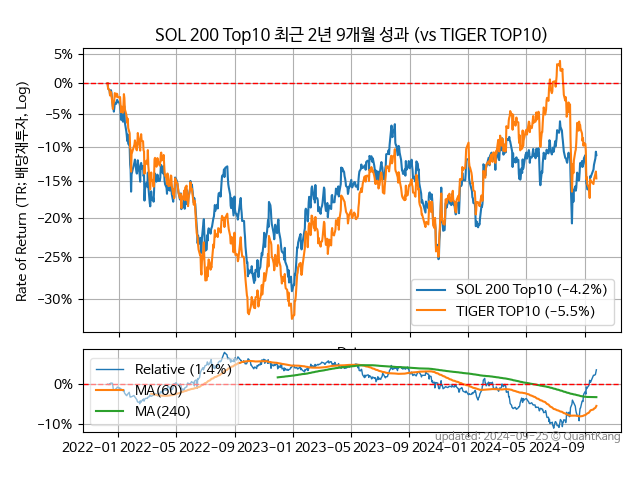 SOL 200 Top10 최근 2년 9개월 성과 (vs TIGER TOP10)
5%
0%
−5%
−10%
−15%
−20%
−25%
−30%
Rate of Return (TR: 배당재투자, Log)
SOL 200 Top10 (−4.2%)
TIGER TOP10 (−5.5%)
Relative (1.4%)
MA(60)
MA(240)
0%
−10%
2022−01 2022−05 2022−09 2023−01 2023−05 2023−09 2024−01 2024−05 2024−09
updated: 2024−09−25 © QuantKang